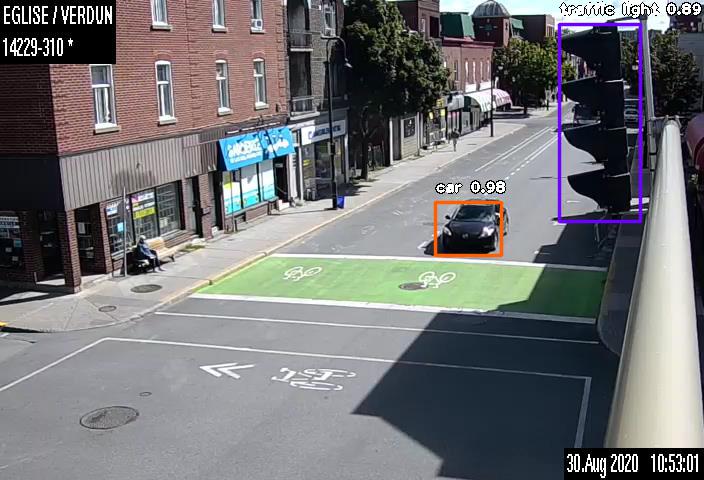 EGLISE / VERDUN
14229-310 *
traffic light 0.89
car 0.98
30.Aug 2020 10:53:01